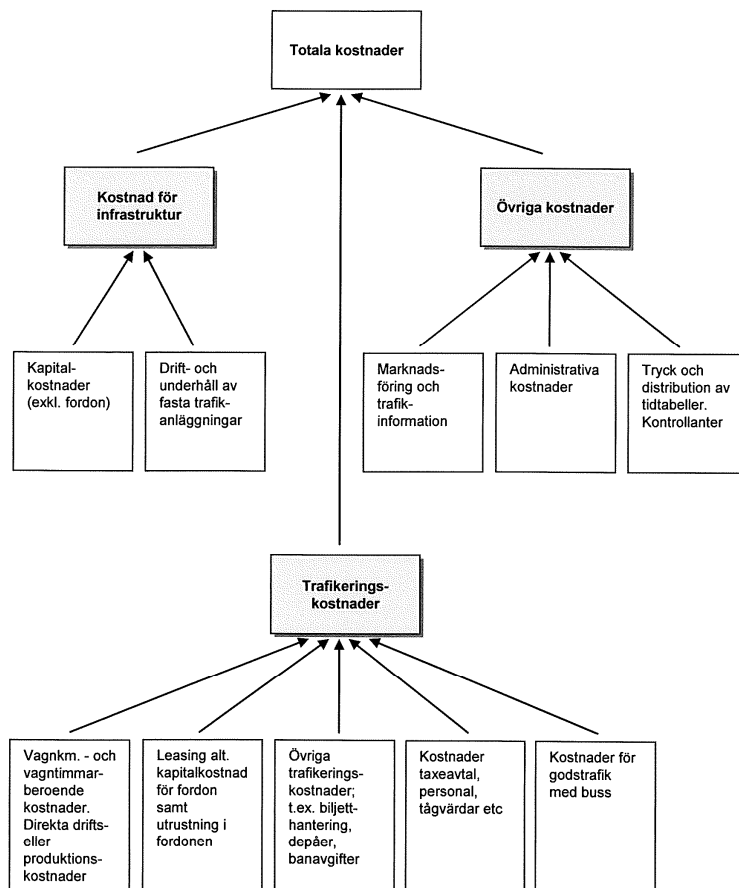 Totala kostnader
Kostnad för
infrastruktur
Övriga kostnader
Kapital-
kostnader
(exkl. fordon)
Drift- och
underhåll av
fasta trafik-
anläggningar
Marknads-
föring och
trafik-
information
Administrativa
kostnader
Tryck och
distribution av
tidtabeller.
Kontrollanter
Trafikerings-
kostnader
Vagnkm. - och
vagntimmar-
beroende
kostnader.
Direkta drifts-
eller
produktions-
kostnader
Leasing alt.
kapitalkostnad
för fordon
samt
utrustning i
fordonen
Övriga
trafikerings-
kostnader;
t.ex. biljett-
hantering,
depåer,
banavgifter
Kostnader
taxeavtal,
personal,
tågvärdar etc
Kostnader för
godstrafik
med buss